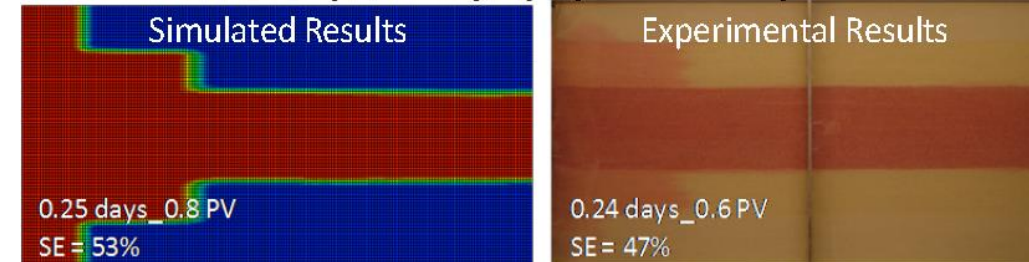 Simulated Results
0.25 days_0.8 PV
SE = 53%
Experimental Results
0.24 days_0.6 PV
SE = 47%